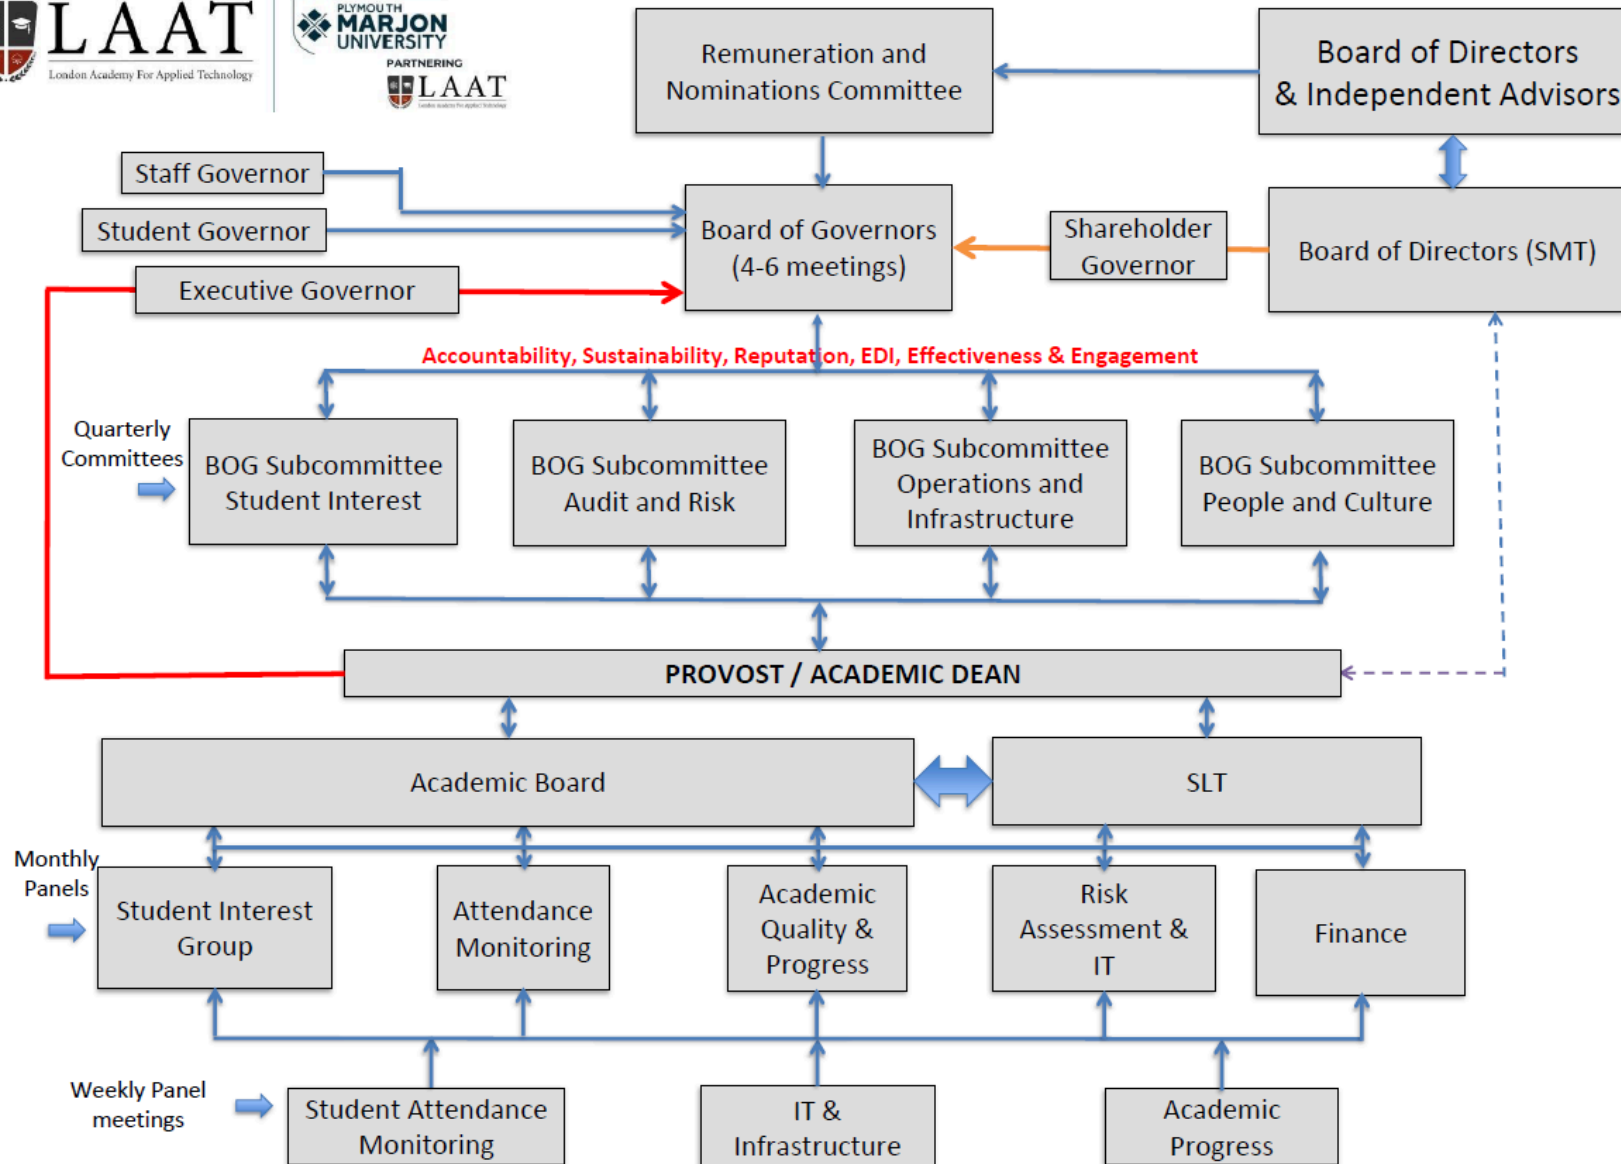 LAAT
London Academy For Applied Technology
PLYMOUTH
MARJON
UNIVERSITY
PARTNERING
LAAT
London Academy For Applied Technology
Remuneration and
Nominations Committee
Board of Directors
& Independent Advisors
Staff Governor
Student Governor
Executive Governor
Board of Governors
(4-6 meetings)
Shareholder
Governor
Board of Directors (SMT)
Accountability, Sustainability, Reputation, EDI, Effectiveness & Engagement
Quarterly
Committees
BOG Subcommittee
Student Interest
BOG Subcommittee
Audit and Risk
BOG Subcommittee
Operations and
Infrastructure
BOG Subcommittee
People and Culture
PROVOST / ACADEMIC DEAN
Academic Board
SLT
Monthly
Panels
Student Interest
Group
Attendance
Monitoring
Academic
Quality &
Progress
Risk
Assessment &
IT
Finance
Weekly Panel
meetings
Student Attendance
Monitoring
IT &
Infrastructure
Academic
Progress